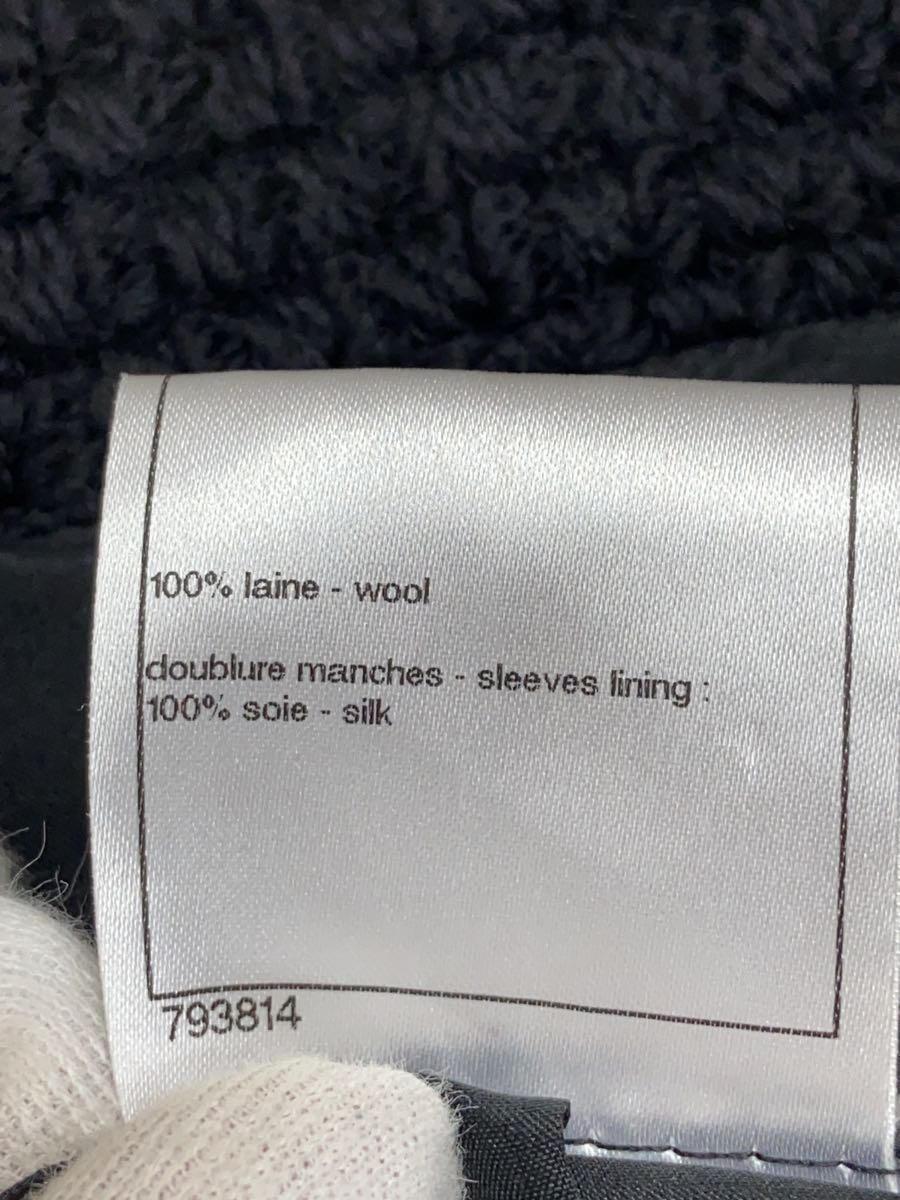 100% laine - wool
doublure manches - sleeves lining :
100% soie - silk
793814